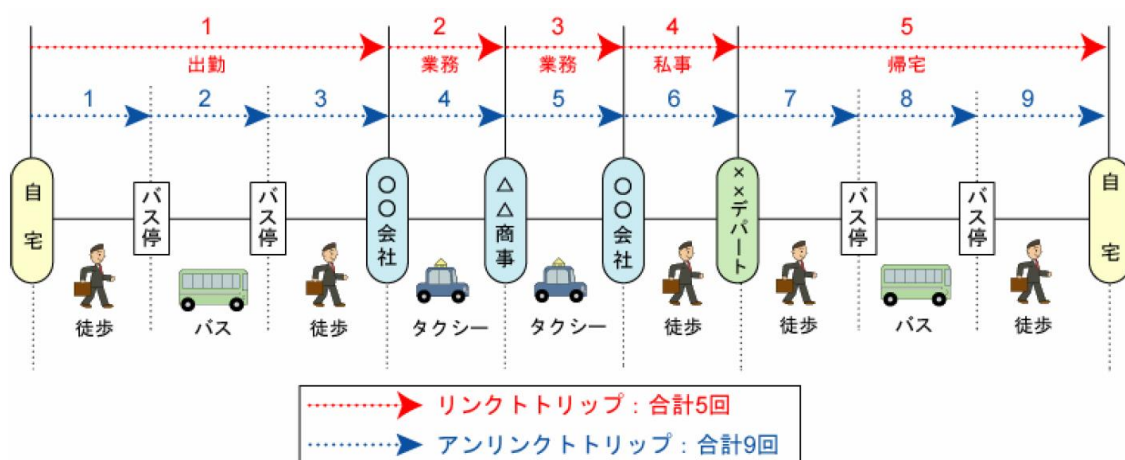 1 2 3 4 5
出勤 業務 業務 私事 帰宅
1 2 3 4 5 6 7 8 9
自宅
バス停
バス停
〇〇会社
△△商事
〇〇会社
××デパート
バス停
バス停
自宅
徒歩 バス 徒歩 タクシー タクシー 徒歩 徒歩 バス 徒歩
リンクトトリップ：合計5回
アンリンクトトリップ：合計9回